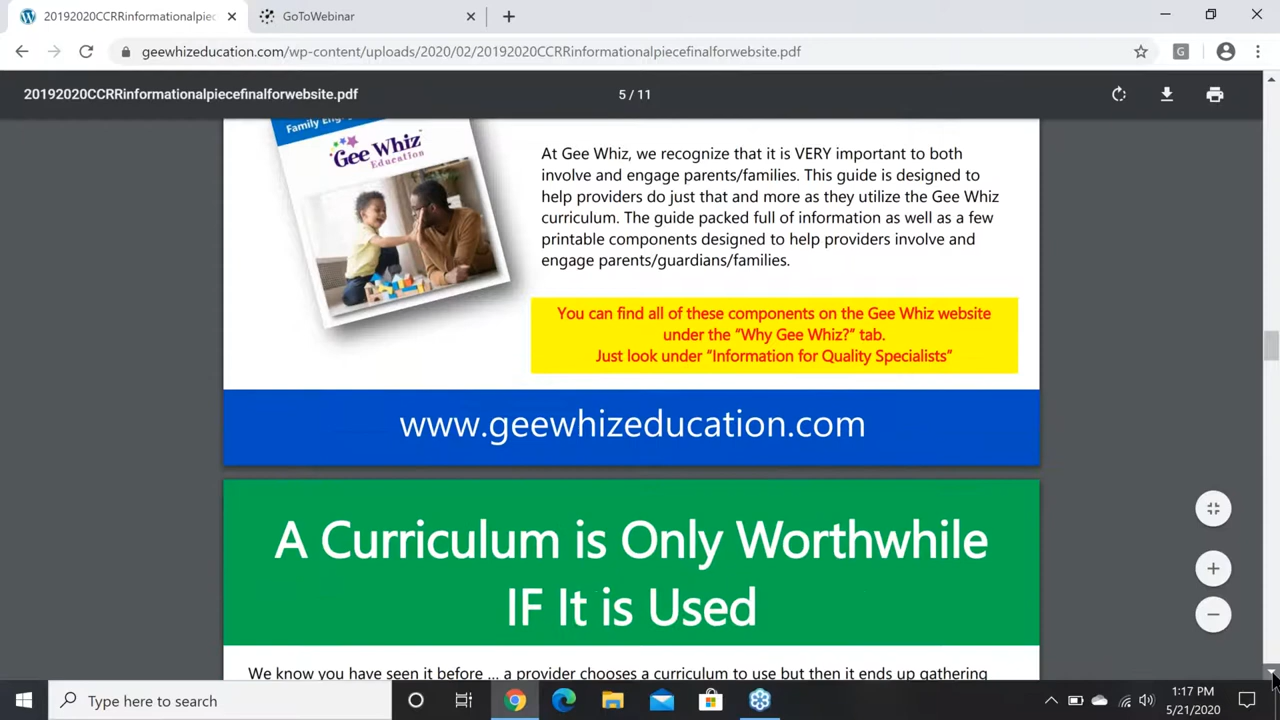 20192020CCRRinformationalpiec
GoToWebinar
geewhizeducation.com/wp-content/uploads/2020/02/20192020CCRRinformationalpiecefinalforwebsite.pdf
G
20192020CCRRinformationalpiecefinalforwebsite.pdf
5 / 11
Gee Whiz
Education
At Gee Whiz, we recognize that it is VERY important to both
involve and engage parents/families. This guide is designed to
help providers do just that and more as they utilize the Gee Whiz
curriculum. The guide packed full of information as well as a few
printable components designed to help providers involve and
engage parents/guardians/families.
You can find all of these components on the Gee Whiz website
under the “Why Gee Whiz?” tab.
Just look under “Information for Quality Specialists”
www.geewhizeducation.com
A Curriculum is Only Worthwhile
IF It is Used
We know you have seen it before ... a provider chooses a curriculum to use but then it ends up gathering
Type here to search
1:17 PM
5/21/2020